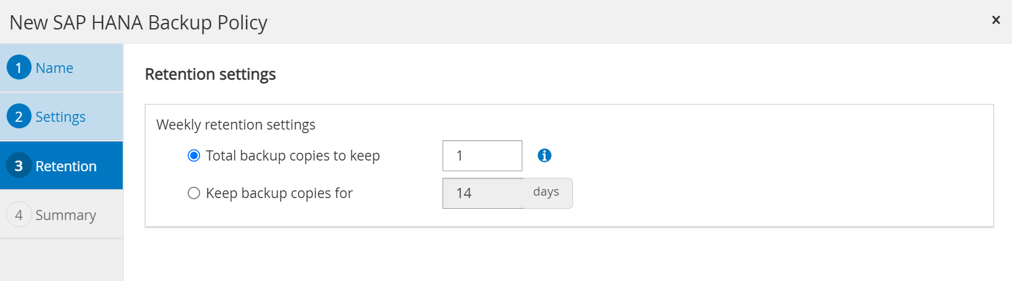 New SAP HANA Backup Policy ×
1 Name
2 Settings
3 Retention
4 Summary
Retention settings
Weekly retention settings
Total backup copies to keep 1 i
Keep backup copies for 14 days